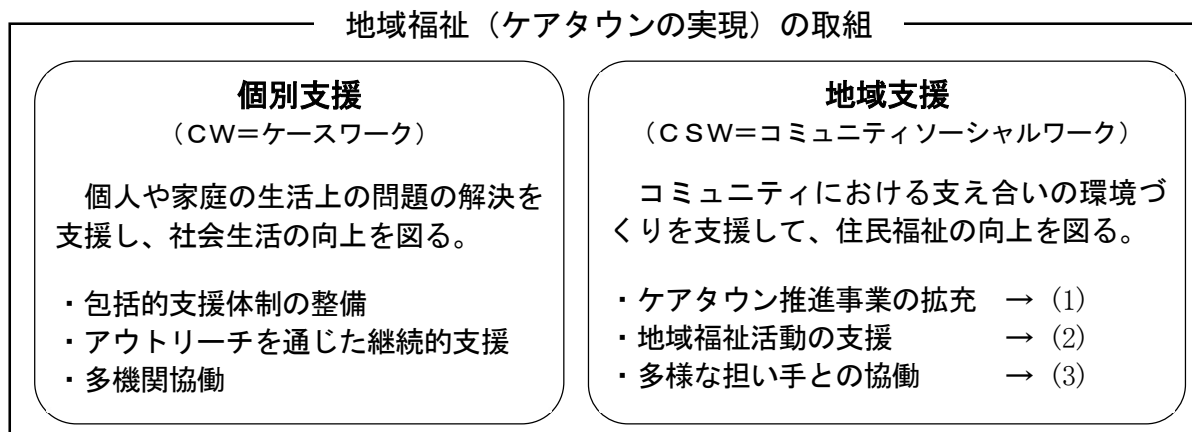 地域福祉（ケアタウンの実現）の取組
個別支援
（ＣＷ＝ケースワーク）
個人や家庭の生活上の問題の解決を
支援し、社会生活の向上を図る。
・包括的支援体制の整備
・アウトリーチを通じた継続的支援
・多機関協働
地域支援
（ＣＳＷ＝コミュニティソーシャルワーク）
コミュニティにおける支え合いの環境づ
くりを支援して、住民福祉の向上を図る。
・ケアタウン推進事業の拡充　→ (1)
・地域福祉活動の支援　→ (2)
・多様な担い手との協働　→ (3)